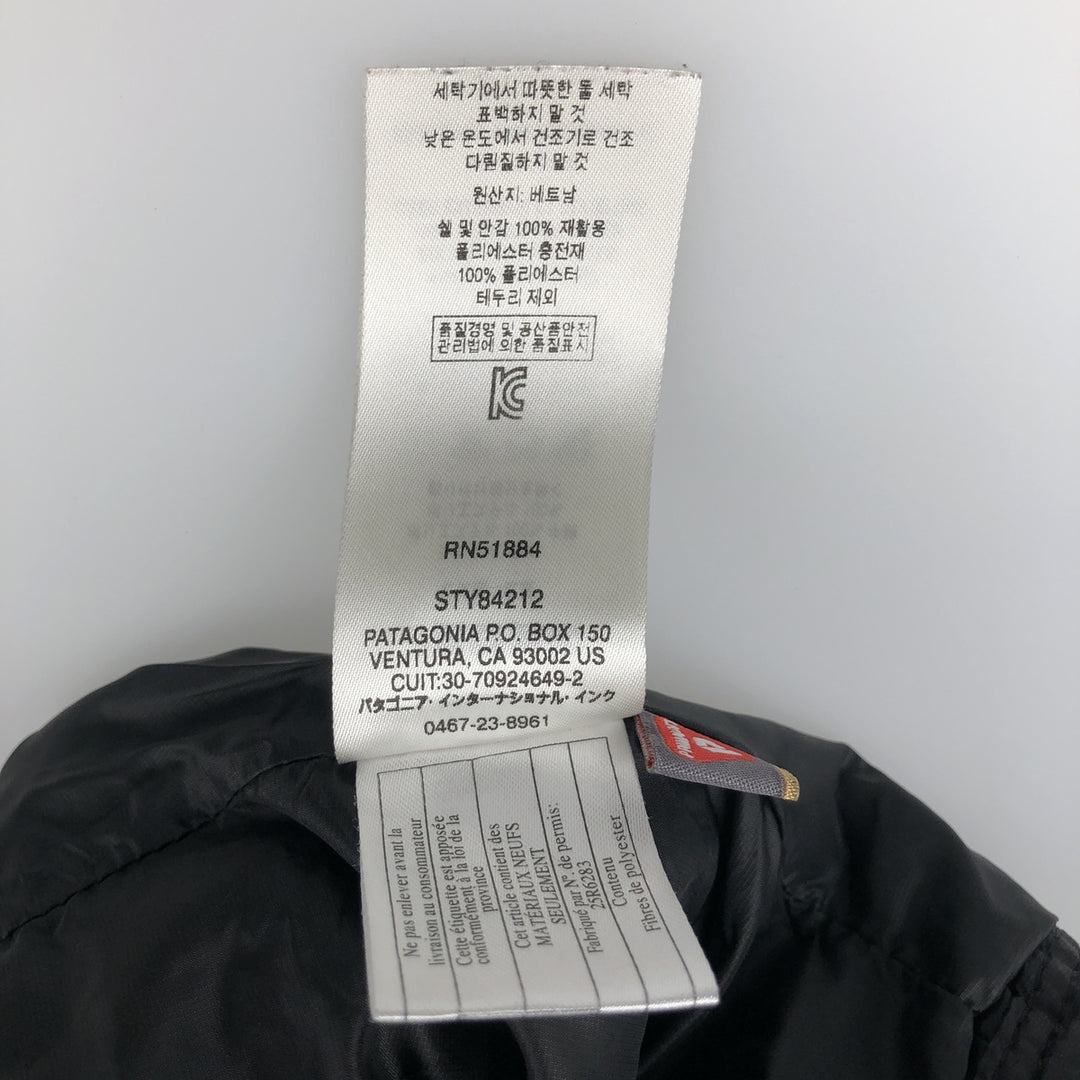 세탁기에서 따뜻한 물 세탁
표백하지 말 것
낮은 온도에서 건조기로 건조
다림질하지 말 것
원산지: 베트남
쉘 및 안감 100% 재활용
폴리에스터 충전재
100% 폴리에스터
테두리 제외
품질경영 및 공산품안전
관리법에 의한 품질표시
KC
RN51884
STY84212
PATAGONIA P.O. BOX 150
VENTURA, CA 93002 US
CUIT:30-70924649-2
パタゴニア・インターナショナル・インク
0467-23-8961
Ne pas enlever avant la
livraison au consommateur
Cette étiquette est apposée
conformément à la loi de la
province
Cet article contient des
MATÉRIAUX NEUFS
SEULEMENT
Fabriqué par N°. de permis:
25R6283
Contenu
Fibres de polyester